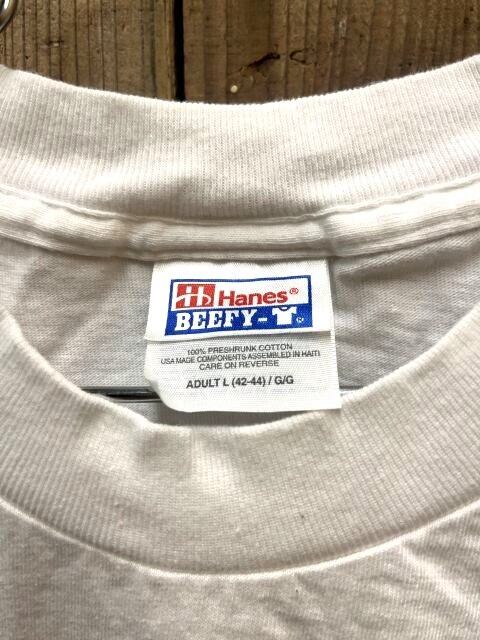 Hanes®
BEEFY-T®
100% PRESHRUNK COTTON
USA MADE COMPONENTS ASSEMBLED IN HAITI
CARE ON REVERSE
ADULT L (42-44) / G/G